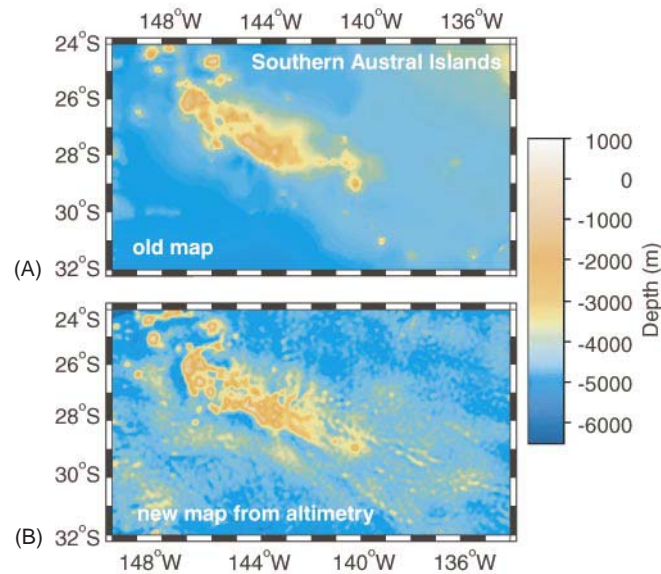 148°W 144°W 140°W 136°W
24°S
Southern Austral Islands
26°S
28°S
30°S
old map
(A)
32°S
1000
0
-1000
-2000
-3000
-4000
-5000
-6000
Depth (m)
24°S
26°S
28°S
30°S
new map from altimetry
(B)
32°S
148°W 144°W 140°W 136°W